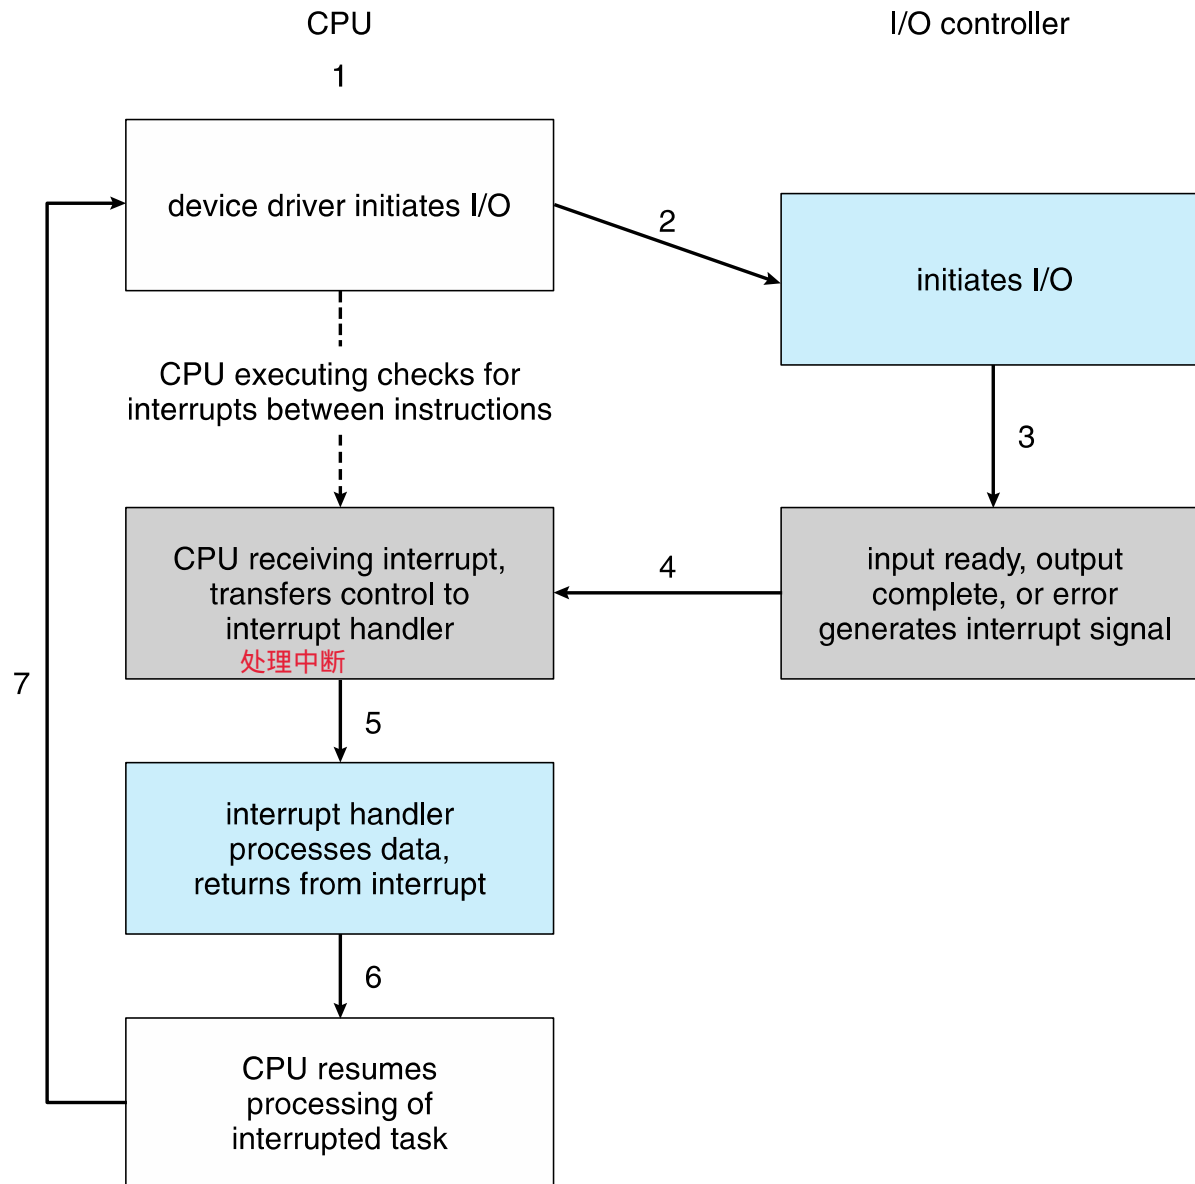 CPU
I/O controller
1
device driver initiates I/O
2
initiates I/O
CPU executing checks for
interrupts between instructions
3
CPU receiving interrupt,
transfers control to
interrupt handler
处理中断
4
input ready, output
complete, or error
generates interrupt signal
7
5
interrupt handler
processes data,
returns from interrupt
6
CPU resumes
processing of
interrupted task